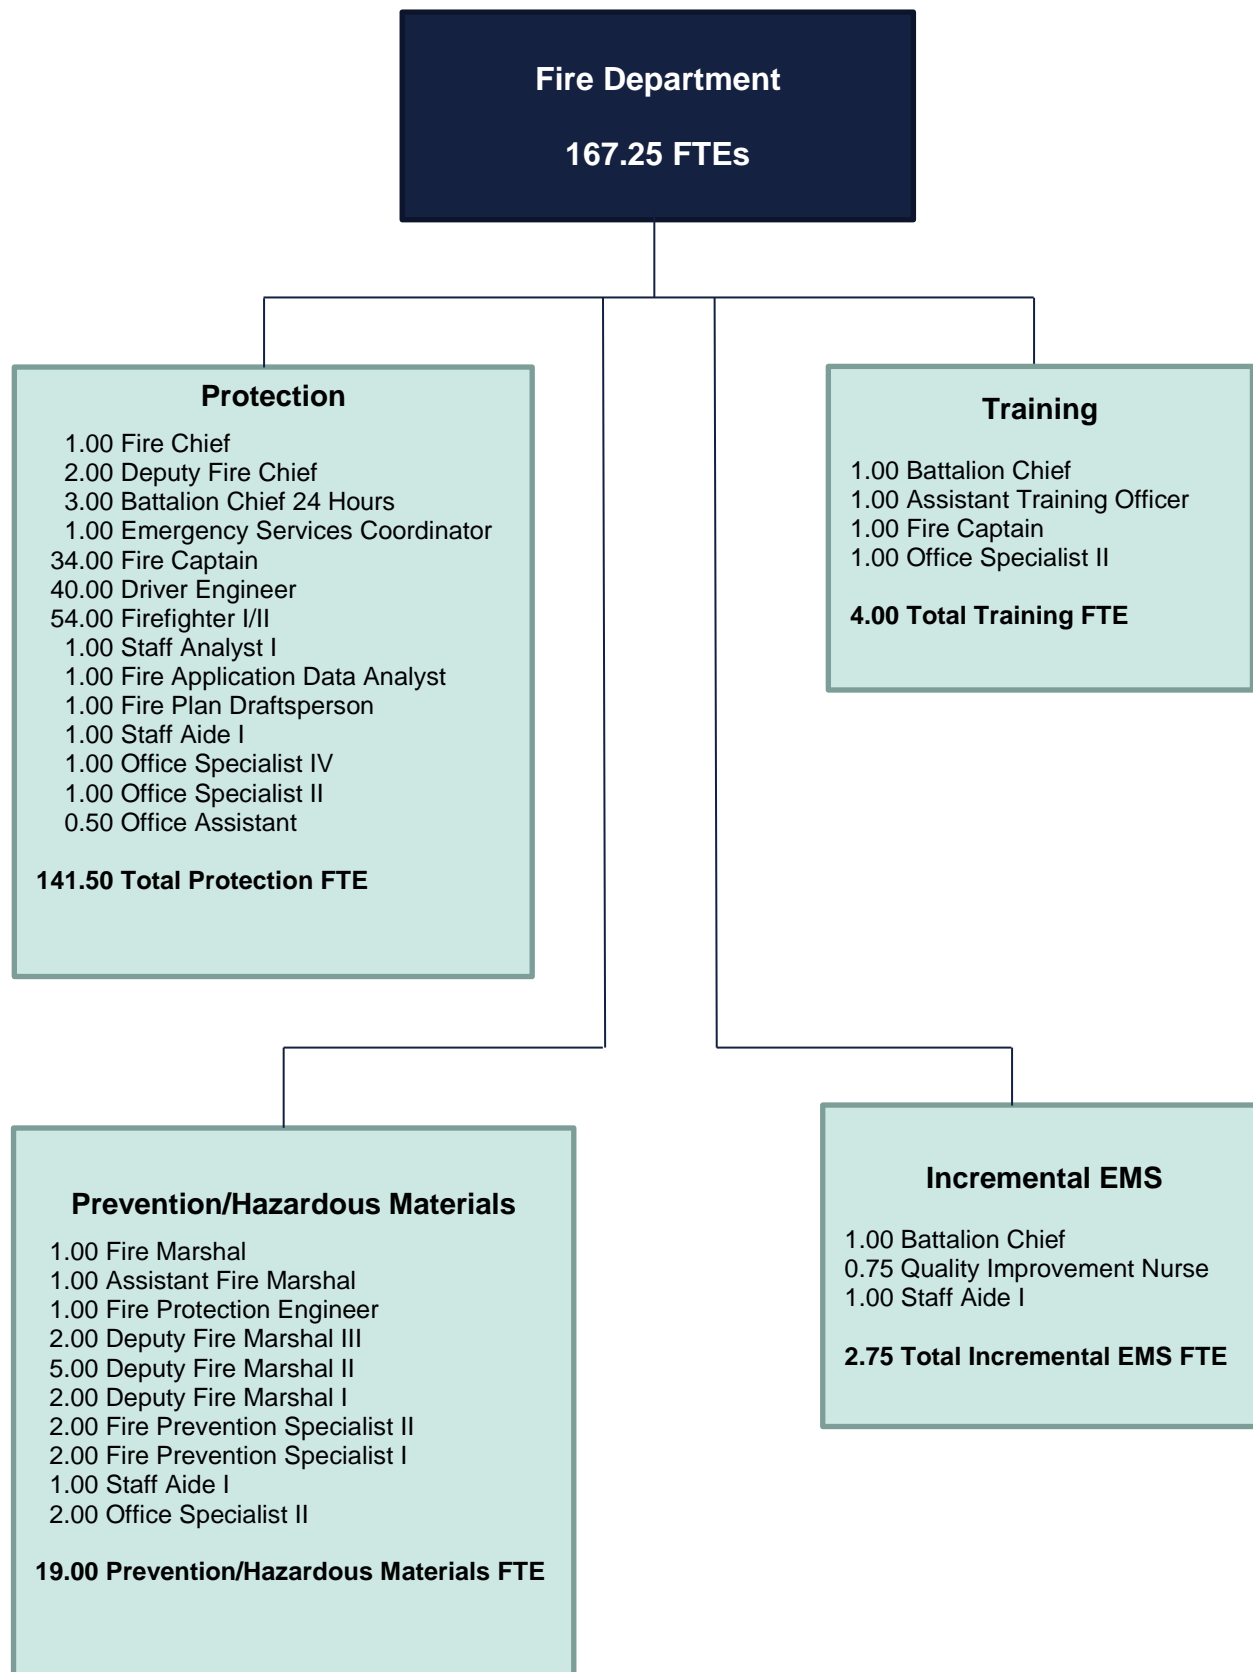 Fire Department
167.25 FTEs
Protection
1.00 Fire Chief
2.00 Deputy Fire Chief
3.00 Battalion Chief 24 Hours
1.00 Emergency Services Coordinator
34.00 Fire Captain
40.00 Driver Engineer
54.00 Firefighter I/II
1.00 Staff Analyst I
1.00 Fire Application Data Analyst
1.00 Fire Plan Draftsperson
1.00 Staff Aide I
1.00 Office Specialist IV
1.00 Office Specialist II
0.50 Office Assistant
141.50 Total Protection FTE
Training
1.00 Battalion Chief
1.00 Assistant Training Officer
1.00 Fire Captain
1.00 Office Specialist II
4.00 Total Training FTE
Prevention/Hazardous Materials
1.00 Fire Marshal
1.00 Assistant Fire Marshal
1.00 Fire Protection Engineer
2.00 Deputy Fire Marshal III
5.00 Deputy Fire Marshal II
2.00 Deputy Fire Marshal I
2.00 Fire Prevention Specialist II
2.00 Fire Prevention Specialist I
1.00 Staff Aide I
2.00 Office Specialist II
19.00 Prevention/Hazardous Materials FTE
Incremental EMS
1.00 Battalion Chief
0.75 Quality Improvement Nurse
1.00 Staff Aide I
2.75 Total Incremental EMS FTE